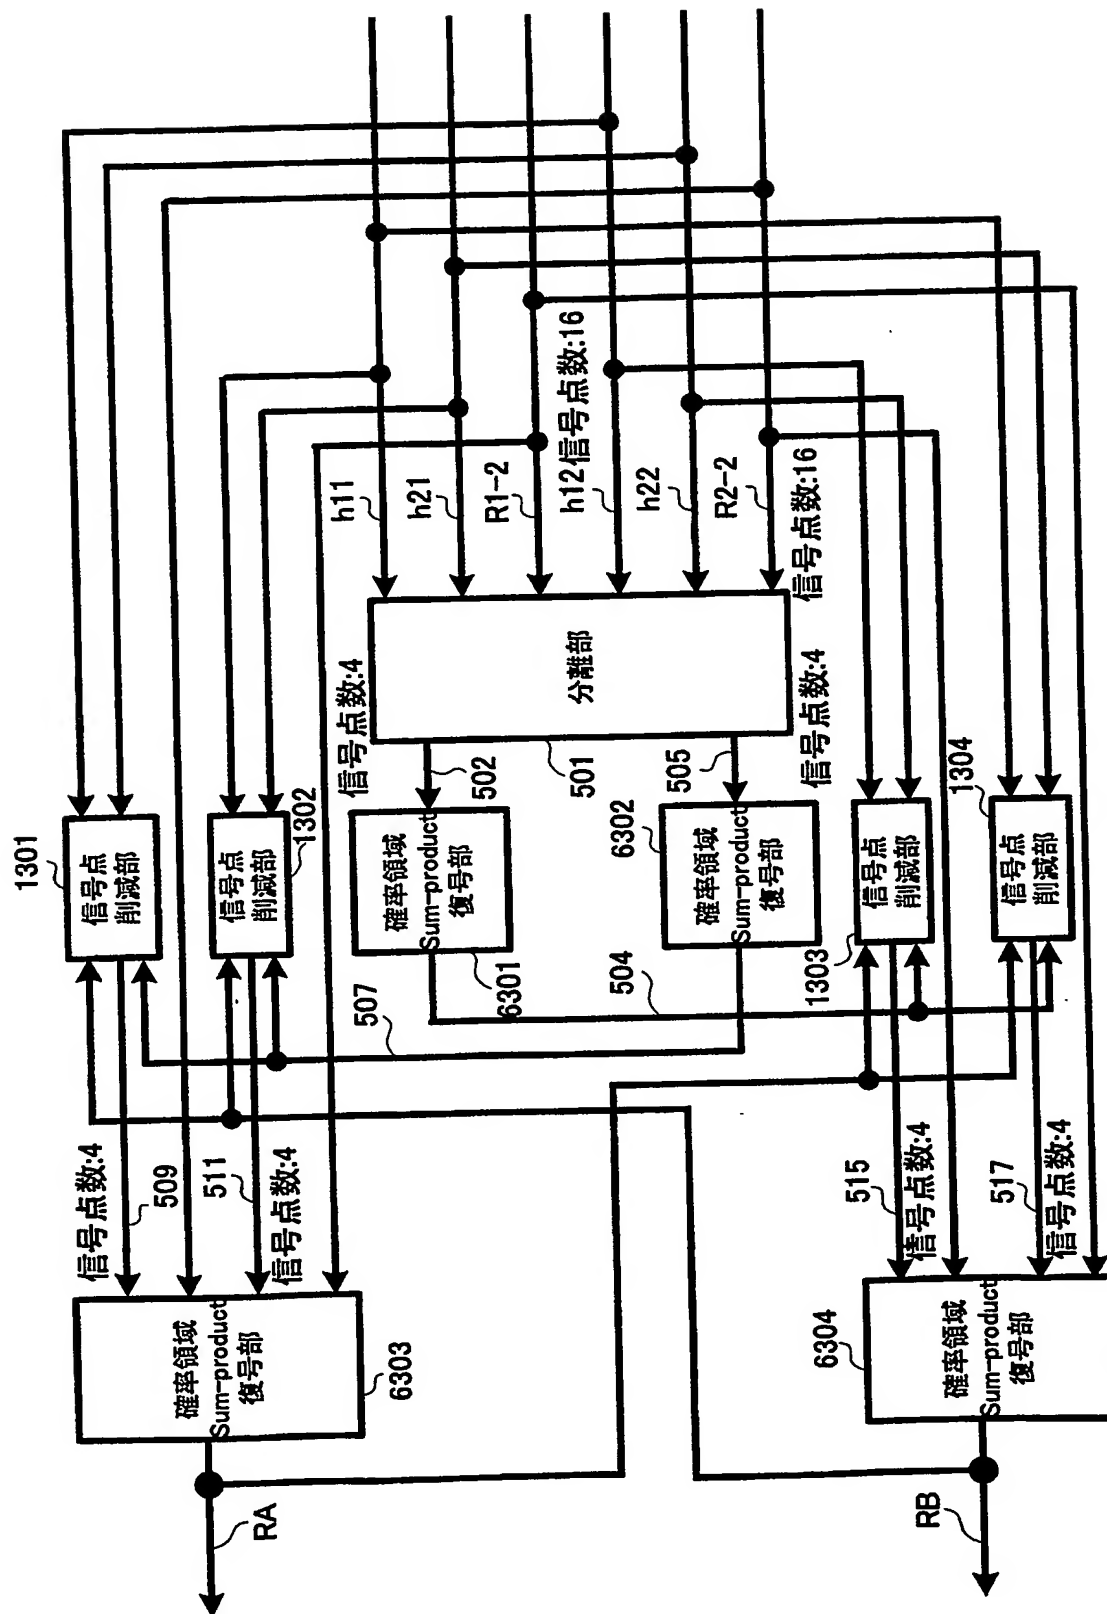 1301
信号点
削減部
1302
信号点
削減部
信号点数:4
509
511
信号点数:4
確率領域
Sum-product
復号部
6303
RA
h11
h21
R1-2
h12
信号点数:16
h22
R2-2
信号点数:16
信号点数:4
分離部
501
信号点数:4
502
505
確率領域
Sum-product
復号部
6301
確率領域
Sum-product
復号部
6302
507
504
1303
信号点
削減部
1304
信号点
削減部
515
信号点数:4
517
信号点数:4
6304
確率領域
Sum-product
復号部
RB